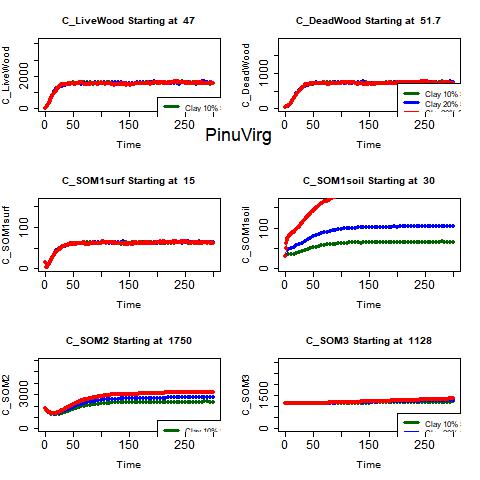 C_LiveWood Starting at 47
C_LiveWood
0 2000
Clay 10%
50 150 250
Time
C_DeadWood Starting at 51.7
C_DeadWood
0 1000
Clay 10%
Clay 20%
50 150 250
0
Time
PinuVirg
C_SOM1surf Starting at 15
C_SOM1surf
0 100
0 50 150 250
Time
C_SOM1soil Starting at 30
C_SOM1soil
0 100
0 50 150 250
Time
C_SOM2 Starting at 1750
C_SOM2
0 3000
Clay 10%
0 50 150 250
Time
C_SOM3 Starting at 1128
C_SOM3
0 1500
Clay 10%
0 50 150 250
Time